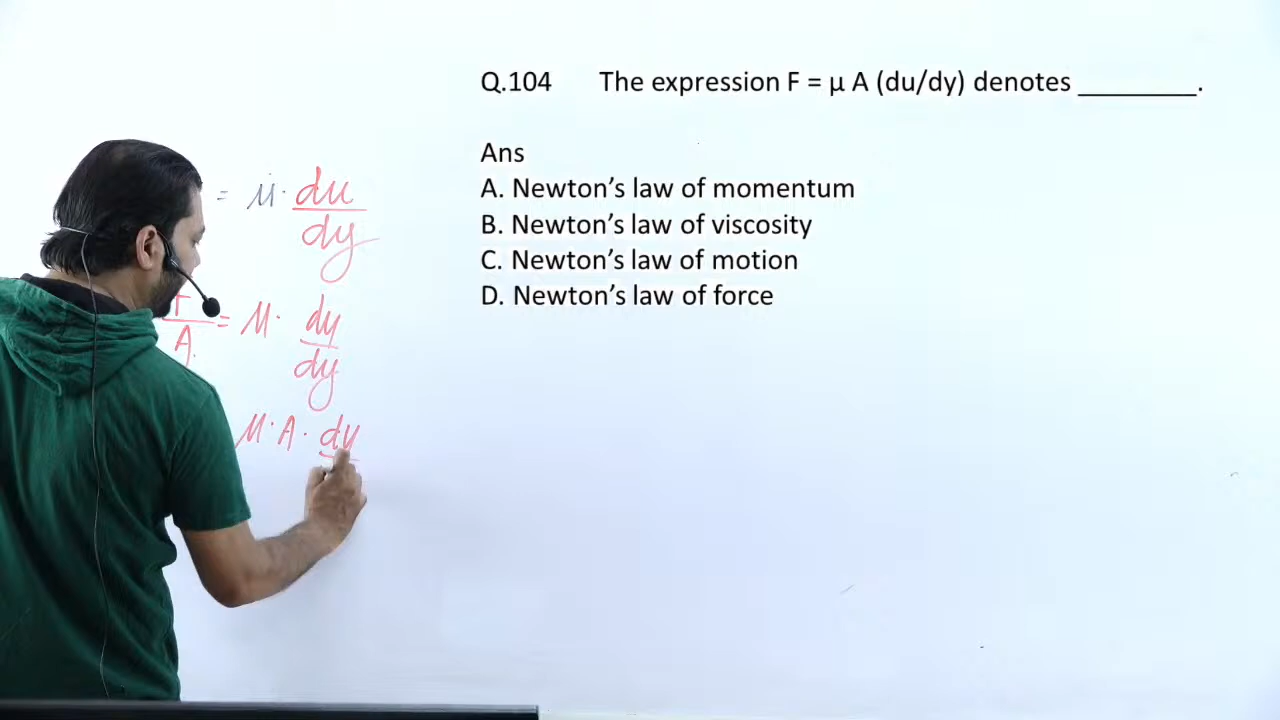 Q.104 The expression F = μ A (du/dy) denotes _________.
Ans
A. Newton’s law of momentum
B. Newton’s law of viscosity
C. Newton’s law of motion
D. Newton’s law of force
= μ· du
dy
A = μ· dy
dy
μ·A· dy